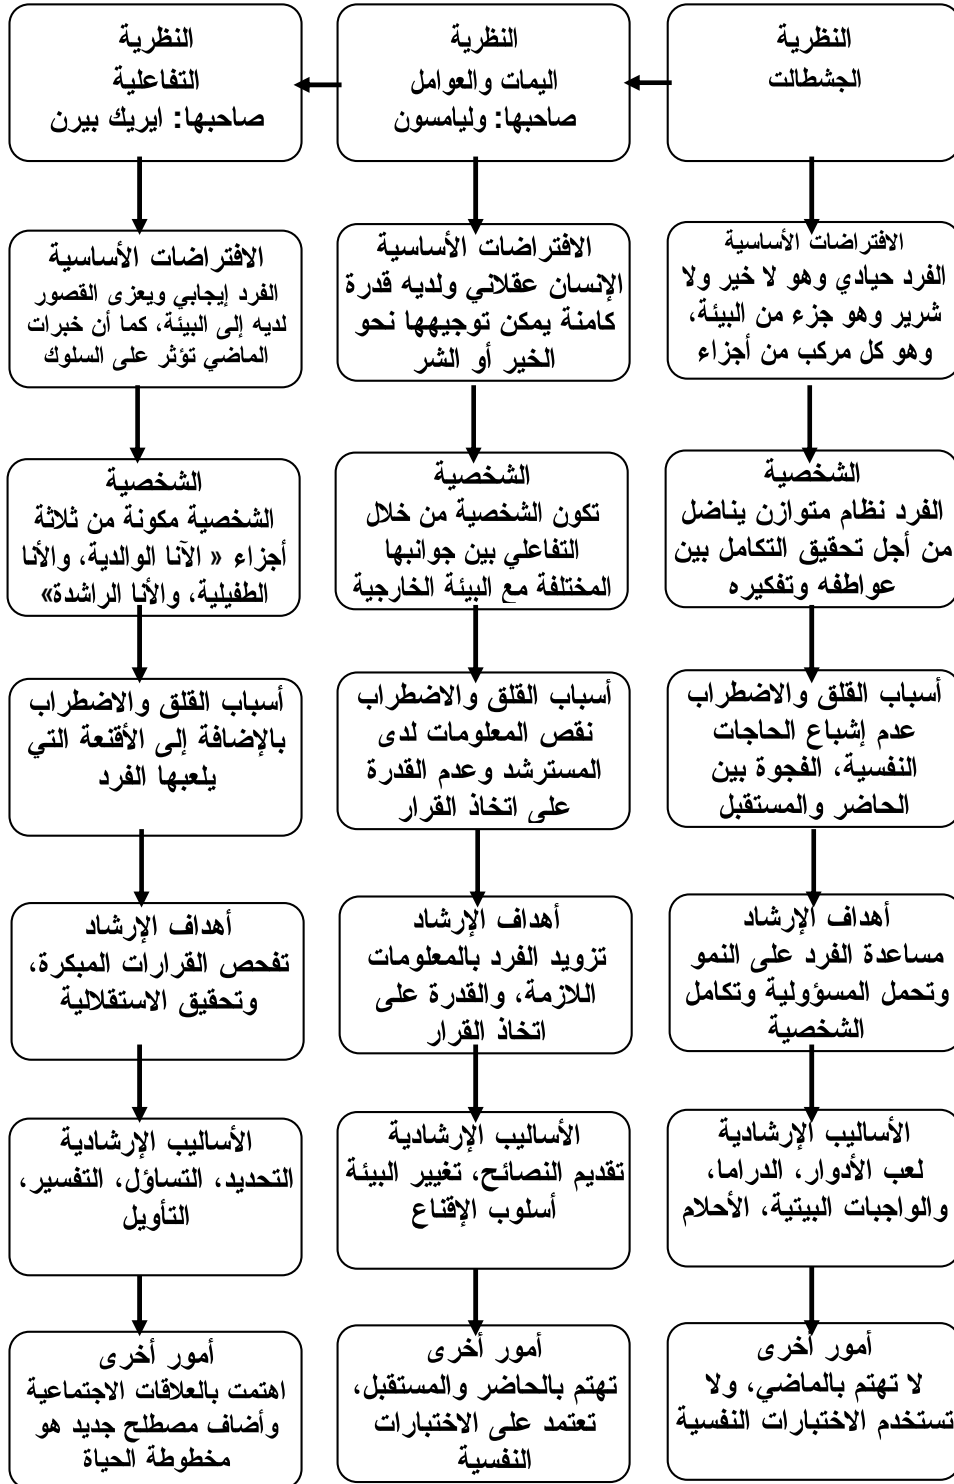 النظرية
الجشطالت
النظرية
اليمات والعوامل
صاحبها: وليامسون
النظرية
التفاعلية
صاحبها: ايريك بيرن
الافتراضات الأساسية
الفرد حيادي وهو لا خير ولا
شرير وهو جزء من البيئة،
وهو كل مركب من أجزاء
الافتراضات الأساسية
الإنسان عقلاني ولديه قدرة
كامنة يمكن توجيهها نحو
الخير أو الشر
الافتراضات الأساسية
الفرد إيجابي ويعزى القصور
لديه إلى البيئة، كما أن خبرات
الماضي تؤثر على السلوك
الشخصية
الفرد نظام متوازن يناضل
من أجل تحقيق التكامل بين
عواطفه وتفكيره
الشخصية
تكون الشخصية من خلال
التفاعلي بين جوانبها
المختلفة مع البيئة الخارجية
الشخصية
الشخصية مكونة من ثلاثة
أجزاء « الآنا الوالدية، والأنا
الطفيلية، والأنا الراشدة»
أسباب القلق والاضطراب
عدم إشباع الحاجات
النفسية، الفجوة بين
الحاضر والمستقبل
أسباب القلق والاضطراب
نقص المعلومات لدى
المسترشد وعدم القدرة
على اتخاذ القرار
أسباب القلق والاضطراب
بالإضافة إلى الأقنعة التي
يلعبها الفرد
أهداف الإرشاد
مساعدة الفرد على النمو
وتحمل المسؤولية وتكامل
الشخصية
أهداف الإرشاد
تزويد الفرد بالمعلومات
اللازمة، والقدرة على
اتخاذ القرار
أهداف الإرشاد
تفحص القرارات المبكرة،
وتحقيق الاستقلالية
الأساليب الإرشادية
لعب الأدوار، الدراما،
والواجبات البيتية، الأحلام
الأساليب الإرشادية
تقديم النصائح، تغيير البيئة
أسلوب الإقناع
الأساليب الإرشادية
التحديد، التساؤل، التفسير،
التأويل
أمور أخرى
لا تهتم بالماضي، ولا
تستخدم الاختبارات النفسية
أمور أخرى
تهتم بالحاضر والمستقبل،
تعتمد على الاختبارات
النفسية
أمور أخرى
اهتمت بالعلاقات الاجتماعية
وأضاف مصطلح جديد هو
مخطوطة الحياة